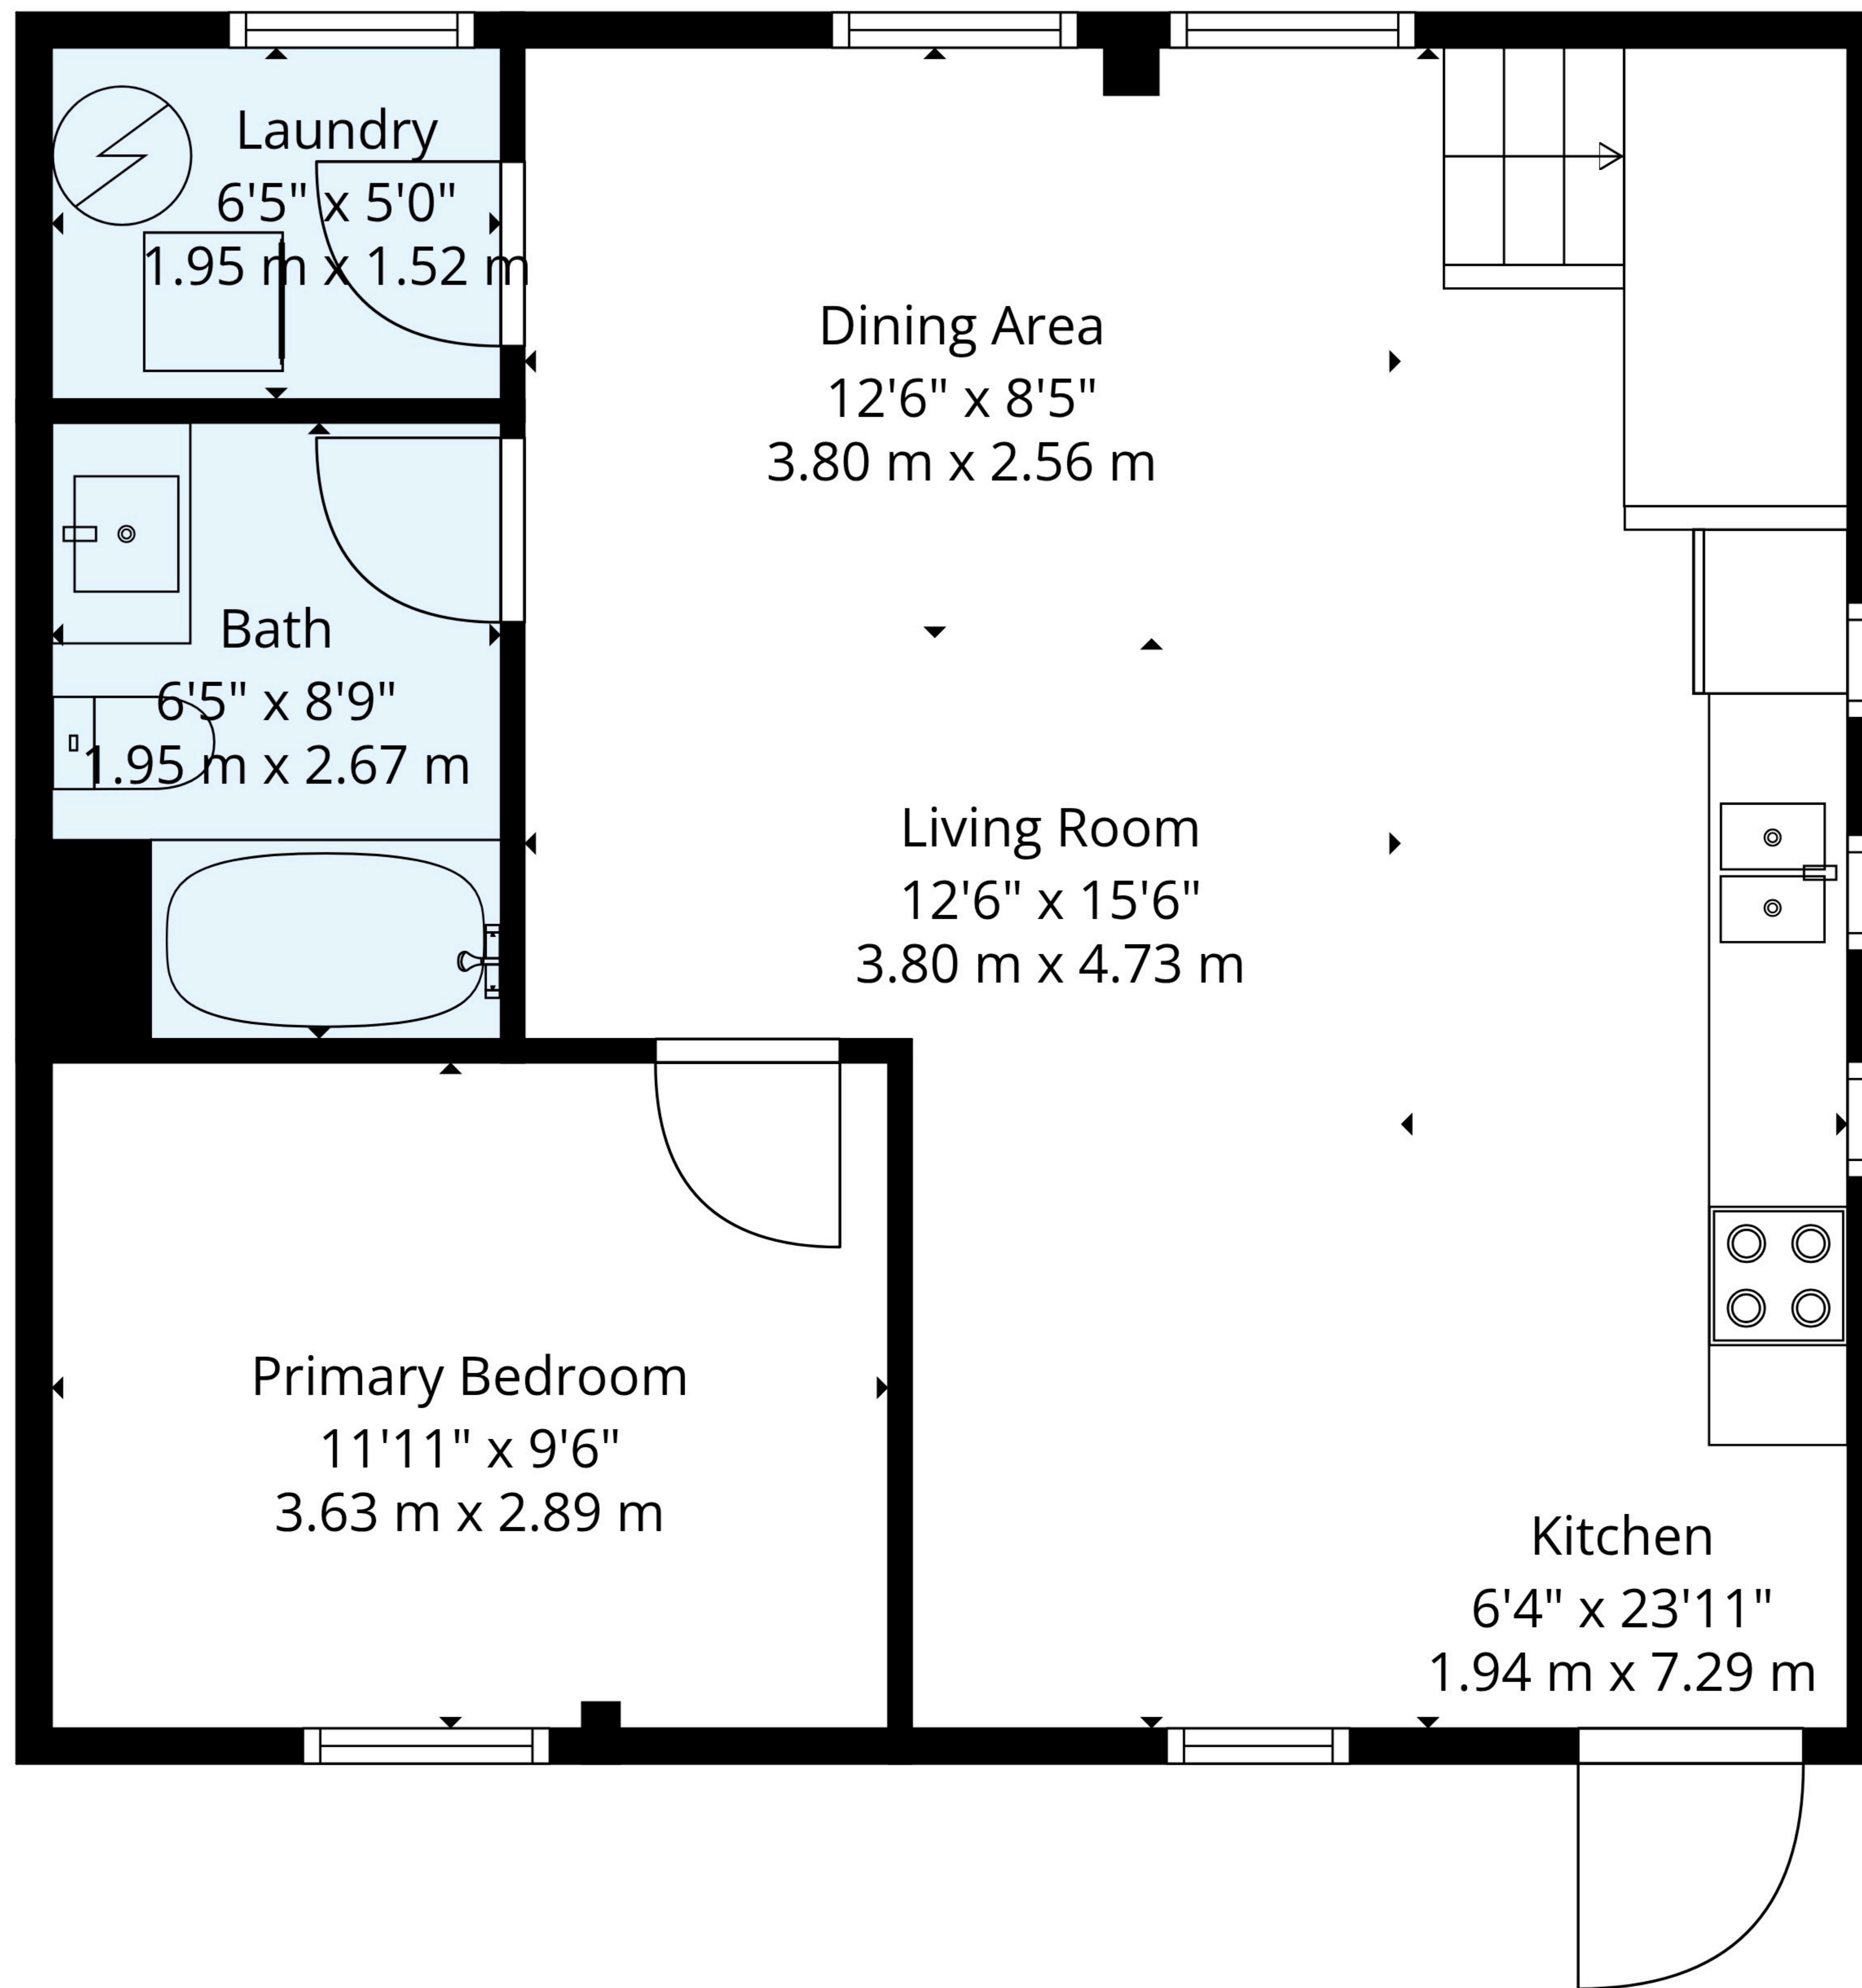 Laundry
6'5" x 5'0"
1.95 m x 1.52 m
Dining Area
12'6" x 8'5"
3.80 m x 2.56 m
Bath
6'5" x 8'9"
1.95 m x 2.67 m
Living Room
12'6" x 15'6"
3.80 m x 4.73 m
Primary Bedroom
11'11" x 9'6"
3.63 m x 2.89 m
Kitchen
6'4" x 23'11"
1.94 m x 7.29 m